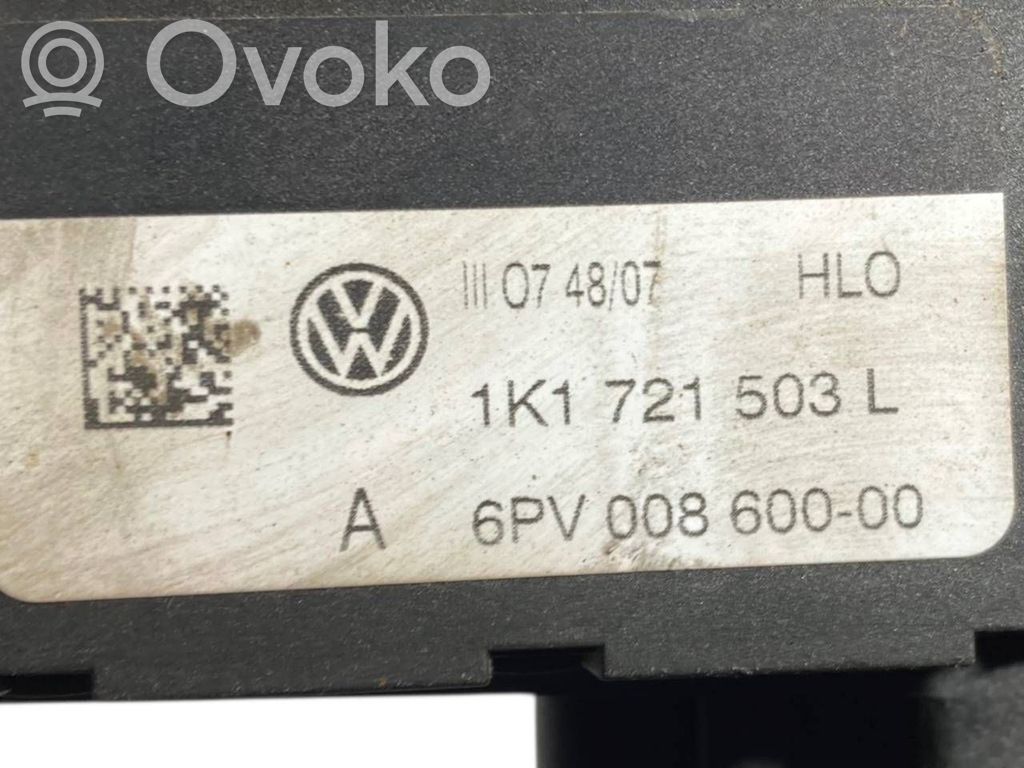 Ovoko
III 07 48/07 HLO
1K1 721 503 L
A 6PV 008 600-00